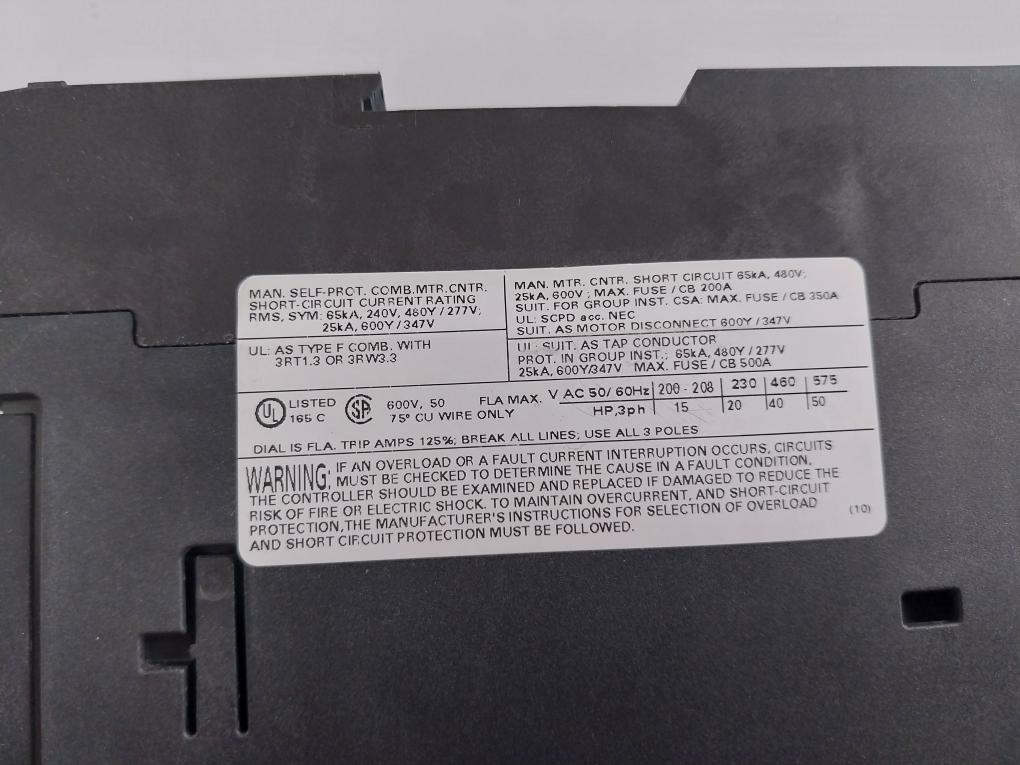 MAN. SELF-PROT. COMB.MTR.CNTR.
SHORT-CIRCUIT CURRENT RATING
RMS, SYM: 65kA, 240V, 480Y / 277V;
25kA, 600Y / 347V
UL: AS TYPE F COMB. WITH
3RT1.3 OR 3RW3.3
MAN. MTR. CNTR. SHORT CIRCUIT 65kA, 480V;
25kA, 600V ; MAX. FUSE / CB 200A
SUIT. FOR GROUP INST. CSA: MAX. FUSE / CB 350A
UL: SCPD acc. NEC
SUIT. AS MOTOR DISCONNECT 600Y / 347V
UL: SUIT. AS TAP CONDUCTOR
PROT. IN GROUP INST.; 65kA, 480Y / 277V
25kA, 600Y/347V MAX. FUSE / CB 500A
UL LISTED
165 C
SA
600V, 50 FLA MAX.
75° CU WIRE ONLY
V AC 50/ 60Hz 200 - 208 230 460 575
HP,3ph 15 20 40 50
DIAL IS FLA. TRIP AMPS 125%; BREAK ALL LINES; USE ALL 3 POLES
WARNING: IF AN OVERLOAD OR A FAULT CURRENT INTERRUPTION OCCURS, CIRCUITS
MUST BE CHECKED TO DETERMINE THE CAUSE IN A FAULT CONDITION,
THE CONTROLLER SHOULD BE EXAMINED AND REPLACED IF DAMAGED TO REDUCE THE
RISK OF FIRE OR ELECTRIC SHOCK. TO MAINTAIN OVERCURRENT, AND SHORT-CIRCUIT
PROTECTION,THE MANUFACTURER'S INSTRUCTIONS FOR SELECTION OF OVERLOAD
AND SHORT CIRCUIT PROTECTION MUST BE FOLLOWED.
(10)